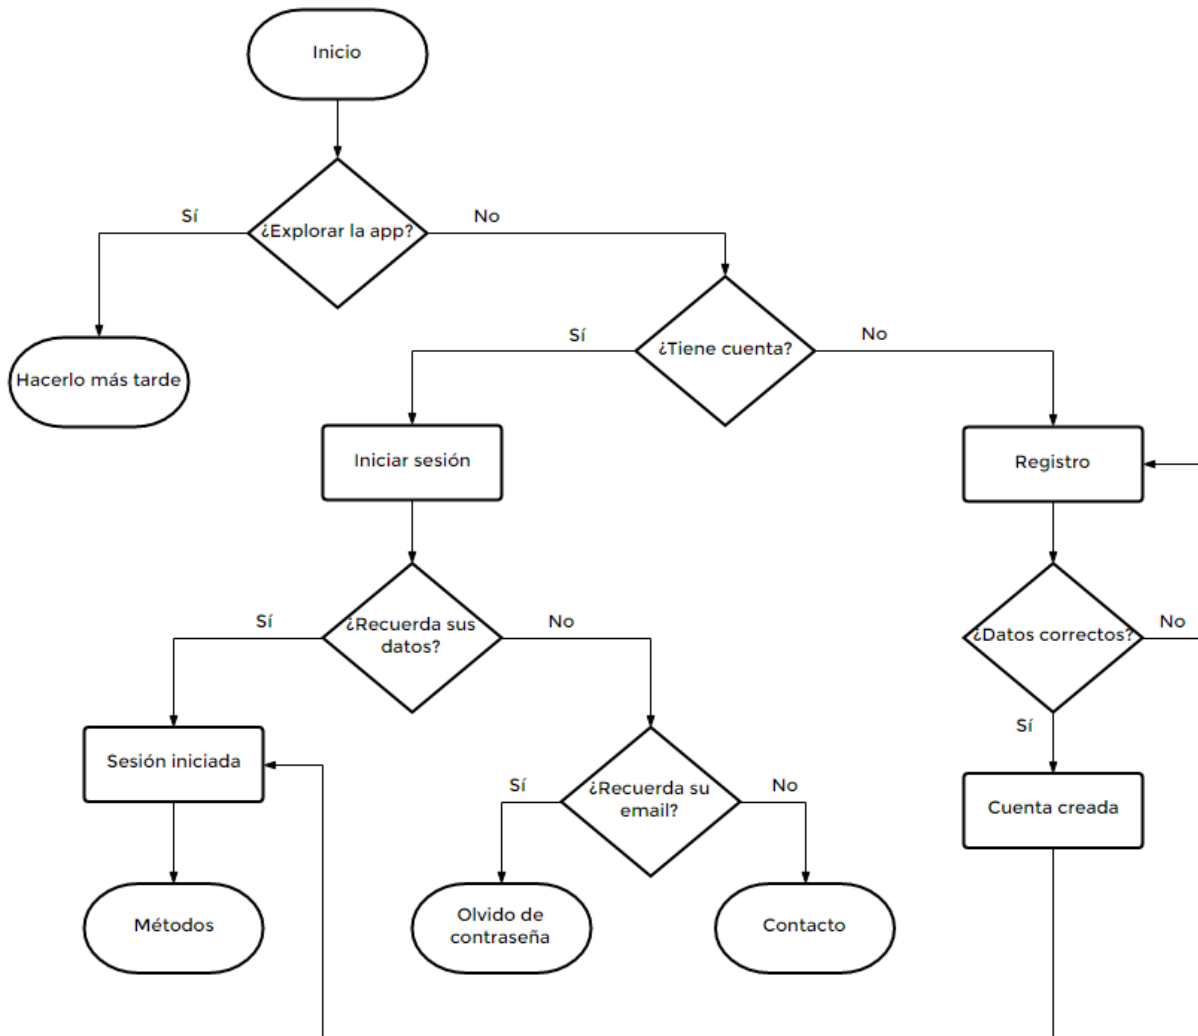 Inicio
Sí
No
¿Explorar la app?
Sí
No
¿Tiene cuenta?
Hacerlo más tarde
Iniciar sesión
Registro
Sí
No
¿Recuerda sus
datos?
No
¿Datos correctos?
Sí
Sesión iniciada
Sí
No
¿Recuerda su
email?
Cuenta creada
Métodos
Olvido de
contraseña
Contacto